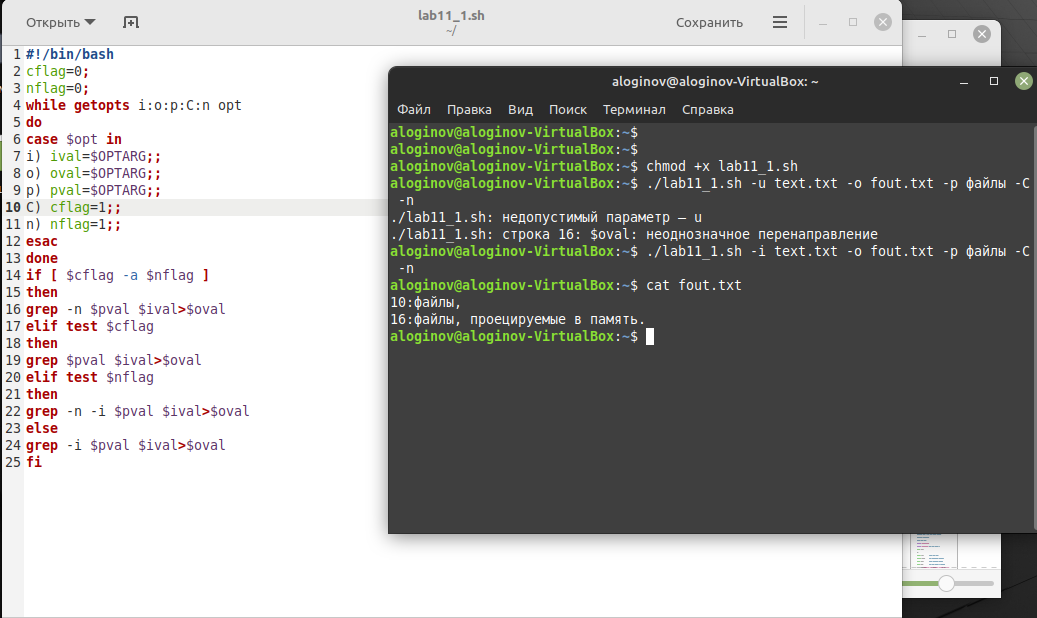 Открыть
lab11_1.sh
~/
Сохранить
1 #!/bin/bash
2 cflag=0;
3 nflag=0;
4 while getopts i:o:p:C:n opt
5 do
6 case $opt in
7 i) ival=$OPTARG;;
8 o) oval=$OPTARG;;
9 p) pval=$OPTARG;;
10 C) cflag=1;;
11 n) nflag=1;;
12 esac
13 done
14 if [ $cflag -a $nflag ]
15 then
16 grep -n $pval $ival>$oval
17 elif test $cflag
18 then
19 grep $pval $ival>$oval
20 elif test $nflag
21 then
22 grep -n -i $pval $ival>$oval
23 else
24 grep -i $pval $ival>$oval
25 fi
aloginov@aloginov-VirtualBox: ~
Файл Правка Вид Поиск Терминал Справка
aloginov@aloginov-VirtualBox:~$
aloginov@aloginov-VirtualBox:~$
aloginov@aloginov-VirtualBox:~$ chmod +x lab11_1.sh
aloginov@aloginov-VirtualBox:~$ ./lab11_1.sh -u text.txt -o fout.txt -p файлы -C
-n
./lab11_1.sh: недопустимый параметр — u
./lab11_1.sh: строка 16: $oval: неоднозначное перенаправление
aloginov@aloginov-VirtualBox:~$ ./lab11_1.sh -i text.txt -o fout.txt -p файлы -C
-n
aloginov@aloginov-VirtualBox:~$ cat fout.txt
10:файлы,
16:файлы, проецируемые в память.
aloginov@aloginov-VirtualBox:~$